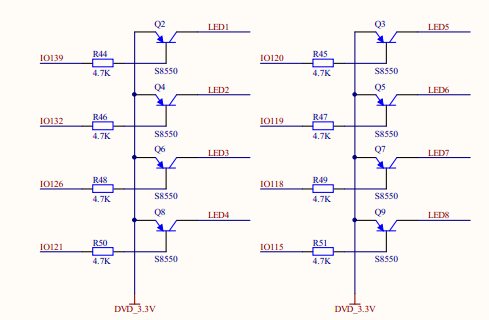 Q2 LED1 Q3 LED5
IO139 R44 IO120 R45
4.7K S8550 4.7K S8550
Q4 LED2 Q5 LED6
IO132 R46 IO119 R47
4.7K S8550 4.7K S8550
Q6 LED3 Q7 LED7
IO126 R48 IO118 R49
4.7K S8550 4.7K S8550
Q8 LED4 Q9 LED8
IO121 R50 IO115 R51
4.7K S8550 4.7K S8550
DVD_3.3V DVD_3.3V